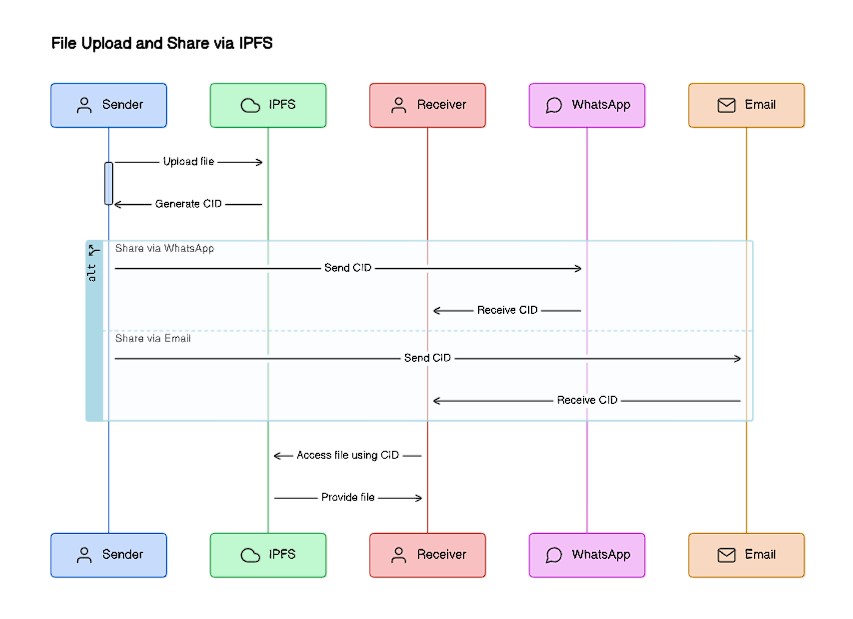 File Upload and Share via IPFS
Sender
IPFS
Receiver
WhatsApp
Email
Upload file
Generate CID
alt
Share via WhatsApp
Send CID
Receive CID
Share via Email
Send CID
Receive CID
Access file using CID
Provide file
Sender
IPFS
Receiver
WhatsApp
Email